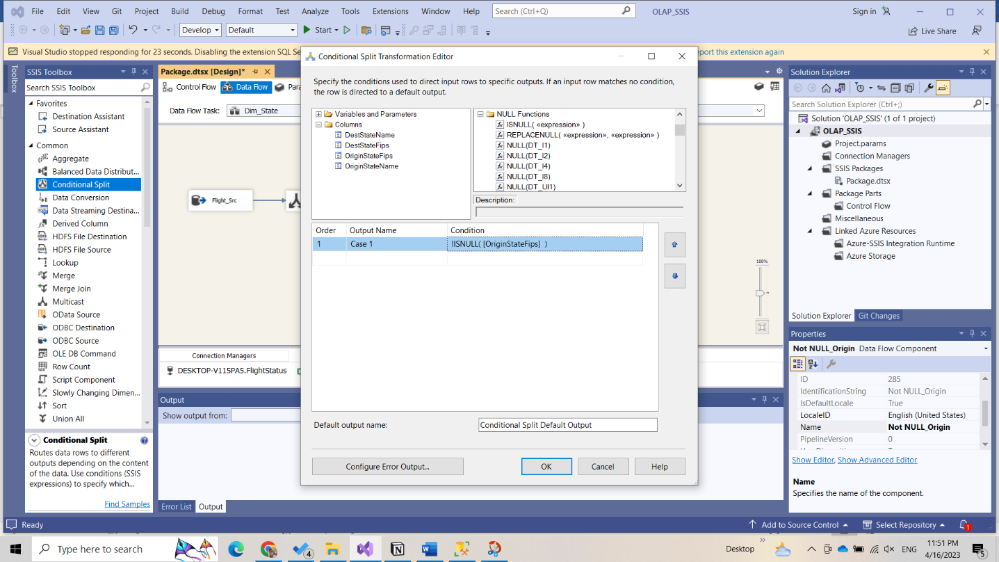 File Edit View Git Project Build Debug Format Test Analyze Tools Extensions Window Help Search (Ctrl+Q) OLAP_SSIS Sign in
Develop Default Start Live Share
Visual Studio stopped responding for 23 seconds. Disabling the extension SQL Se
port this extension again
Toolbox
SSIS Toolbox
Search SSIS Toolbox
Favorites
Destination Assistant
Source Assistant
Common
Aggregate
Balanced Data Distribut...
Conditional Split
Data Conversion
Data Streaming Destina...
Derived Column
HDFS File Destination
HDFS File Source
Lookup
Merge
Merge Join
Multicast
OData Source
ODBC Destination
ODBC Source
OLE DB Command
Row Count
Script Component
Slowly Changing Dimen...
Sort
Union All
Conditional Split
Routes data rows to different
outputs depending on the content
of the data. Use conditions (SSIS
expressions) to specify which...
Find Samples
Package.dtsx [Design]*
Control Flow Data Flow Para
Data Flow Task: Dim_State
Flight_Src
100%
Connection Managers
DESKTOP-V115PA5.FlightStatus
Output
Show output from:
Error List Output
Conditional Split Transformation Editor
Specify the conditions used to direct input rows to specific outputs. If an input row matches no condition,
the row is directed to a default output.
Variables and Parameters
Columns
DestStateName
DestStateFips
OriginStateFips
OriginStateName
NULL Functions
ISNULL( «expression» )
REPLACENULL( «expression», «expression» )
NULL(DT_I1)
NULL(DT_I2)
NULL(DT_I4)
NULL(DT_I8)
NULL(DT_UI1)
Description:
Order Output Name Condition
1 Case 1 !ISNULL( [OriginStateFips] )
Default output name: Conditional Split Default Output
Configure Error Output... OK Cancel Help
Solution Explorer
Search Solution Explorer (Ctrl+;)
Solution 'OLAP_SSIS' (1 of 1 project)
OLAP_SSIS
Project.params
Connection Managers
SSIS Packages
Package.dtsx
Package Parts
Control Flow
Miscellaneous
Linked Azure Resources
Azure-SSIS Integration Runtime
Azure Storage
Solution Explorer Git Changes
Properties
Not NULL_Origin Data Flow Component
ID 285
IdentificationString Not NULL_Origin
IsDefaultLocale True
LocaleID English (United States)
Name Not NULL_Origin
PipelineVersion 0
Show Editor, Show Advanced Editor
Name
Specifies the name of the component.
Ready Add to Source Control Select Repository 1
Type here to search 4 Desktop ENG 11:51 PM
4/16/2023 5